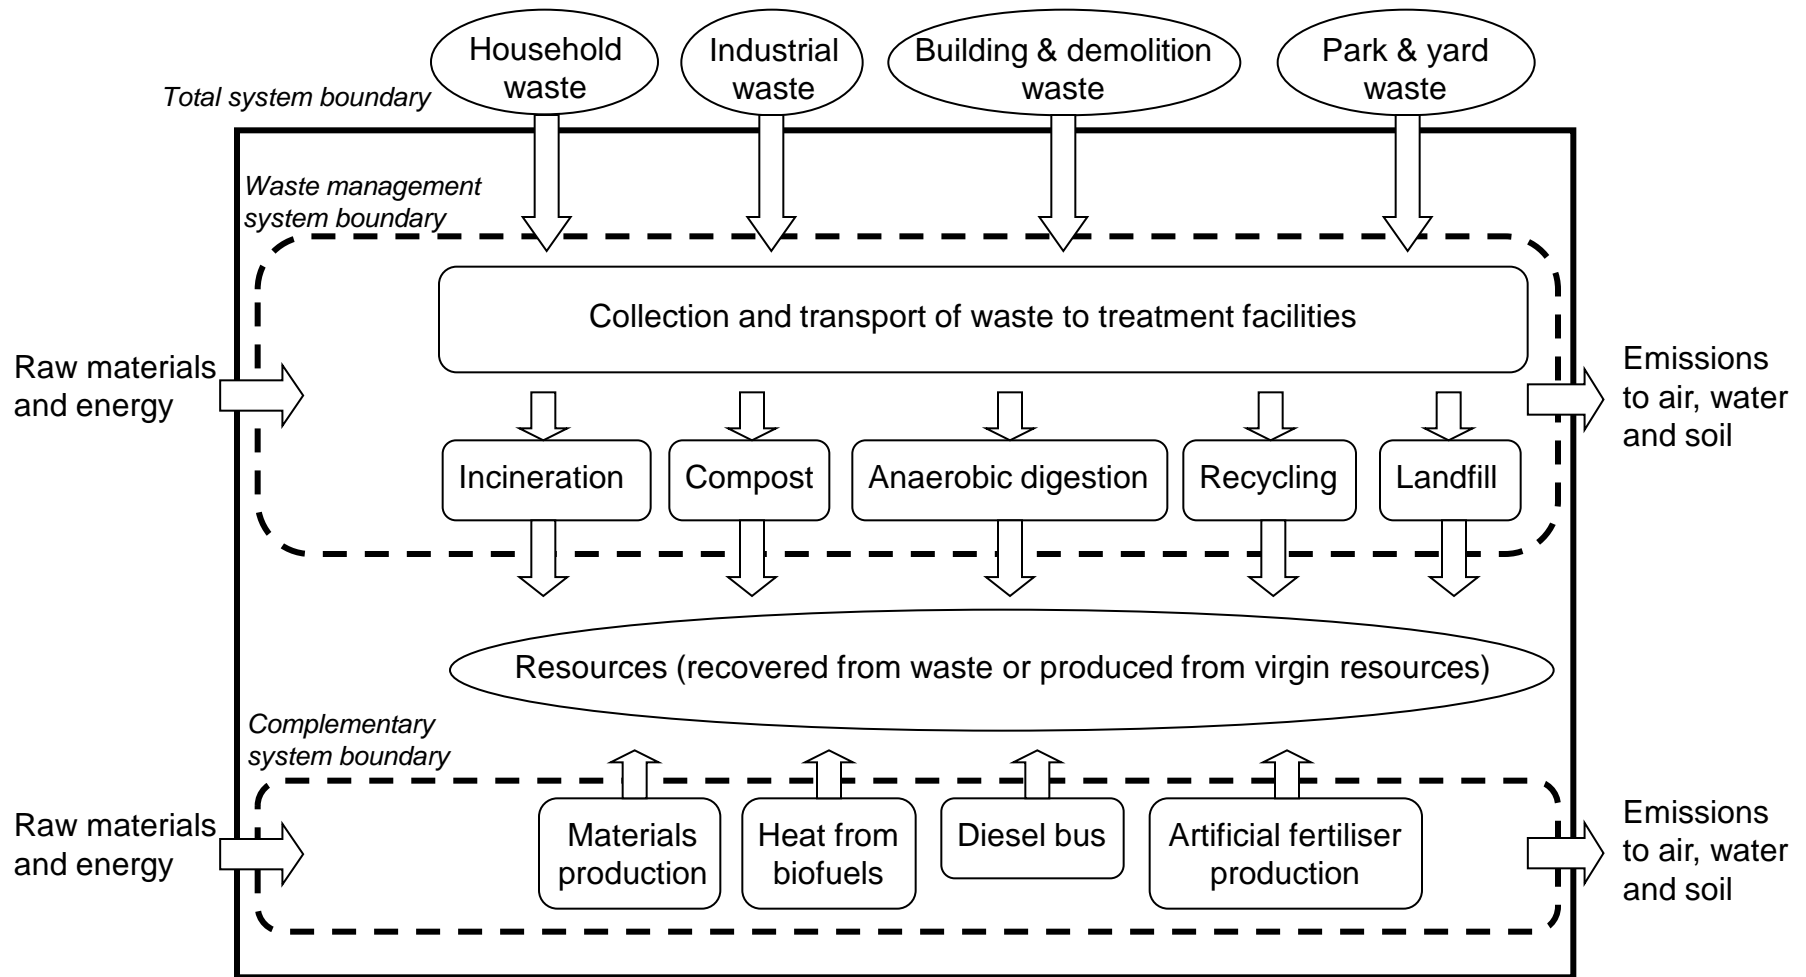 Household
waste
Industrial
waste
Building & demolition
waste
Park & yard
waste
Total system boundary
Waste management
system boundary
Collection and transport of waste to treatment facilities
Raw materials
and energy
Emissions
to air, water
and soil
Incineration
Compost
Anaerobic digestion
Recycling
Landfill
Resources (recovered from waste or produced from virgin resources)
Complementary
system boundary
Raw materials
and energy
Materials
production
Heat from
biofuels
Diesel bus
Artificial fertiliser
production
Emissions
to air, water
and soil